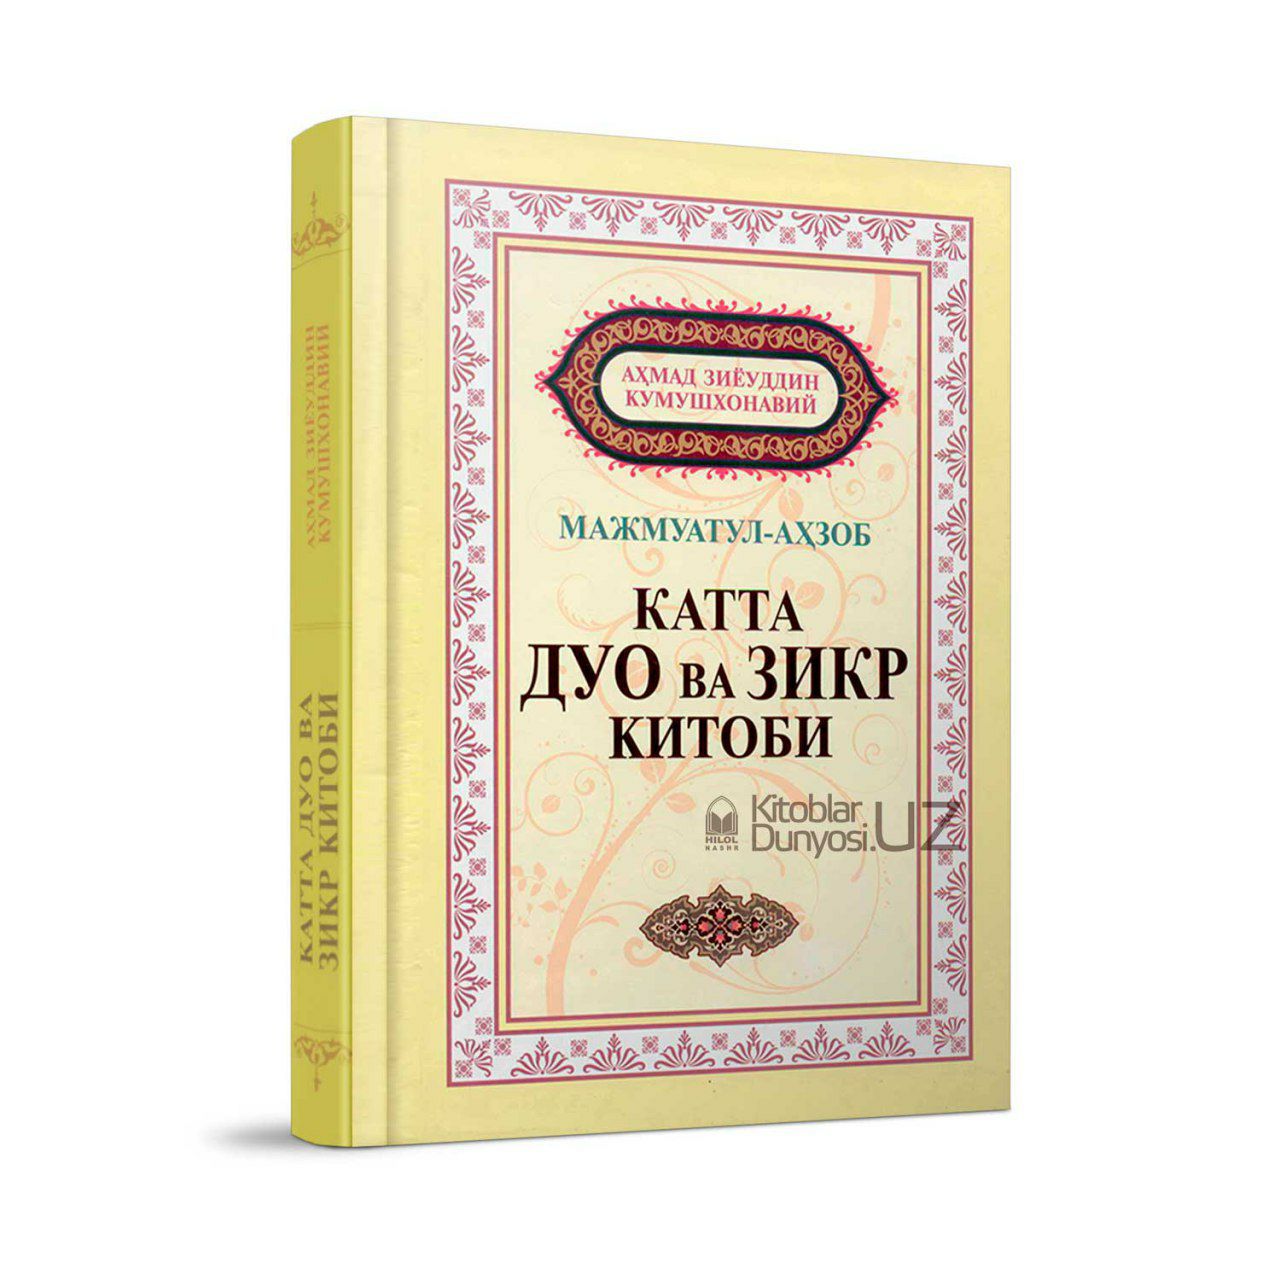 АҲМАД ЗИЁУДДИН
КУМУШХОНАВИЙ
МАЖМУАТУЛ-АҲЗОБ
КАТТА
ДУО ВА ЗИКР
КИТОБИ
HILOL
NASHR
Kitoblar
Dunyosi.UZ
АҲМАД ЗИЁУДДИН
КУМУШХОНАВИЙ
КАТТА ДУО ВА
ЗИКР КИТОБИ